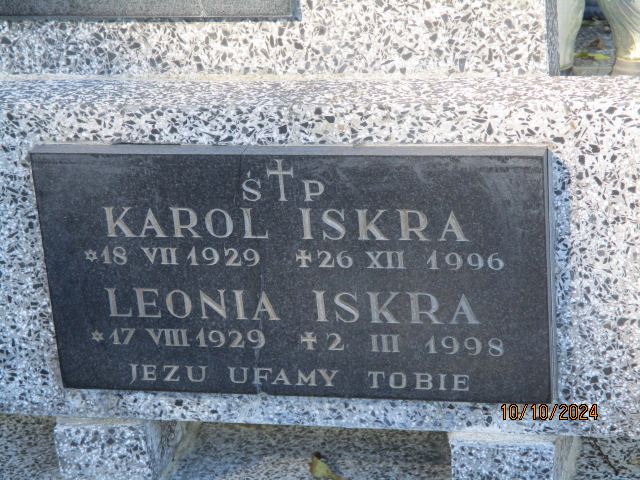 Ś † P
KAROL ISKRA
✡18 VII 1929 ✝26 XII 1996
LEONIA ISKRA
✡17 VIII 1929 ✝2 III 1998
JEZU UFAMY TOBIE
10/10/2024